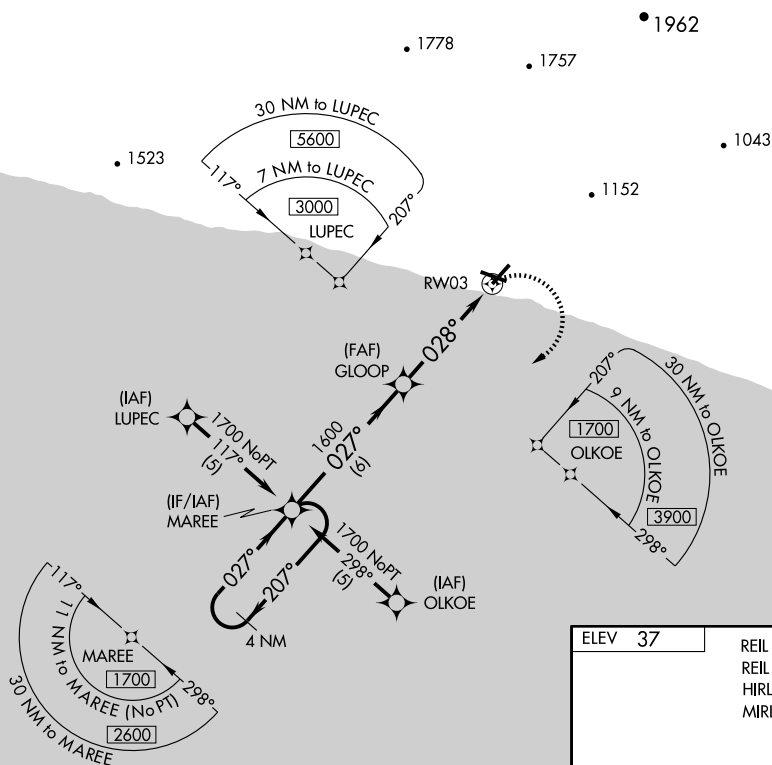 1962
1778
1757
30 NM to LUPEC
5600
1523
1043
7 NM to LUPEC
117°
207°
3000
1152
LUPEC
RW03
028°
(FAF)
GLOOP
207°
30 NM to OLKOE
9 NM to OLKOE
1700
OLKOE
3900
298°
(IAF)
LUPEC
1700 NoPT
117°
(5)
1600
027°
(6)
(IF/IAF)
MAREE
1700 NoPT
298°
(5)
(IAF)
OLKOE
027°
207°
4 NM
117°
11 NM to MAREE (NoPT)
MAREE
1700
298°
2600
30 NM to MAREE
ELEV 37
REIL
REIL
HIRL